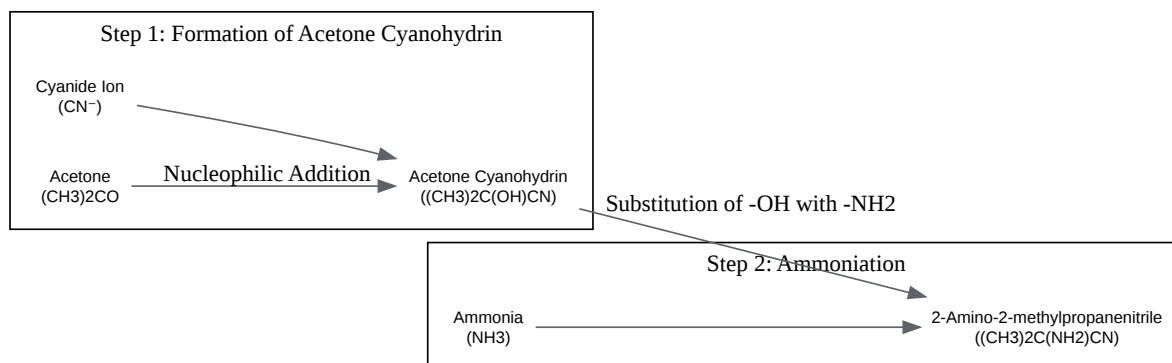 Step 1: Formation of Acetone Cyanohydrin
Cyanide Ion
(CN⁻)
Acetone
(CH3)2CO
Nucleophilic Addition
Acetone Cyanohydrin
((CH3)2C(OH)CN)
Substitution of -OH with -NH2
Step 2: Ammoniation
Ammonia
(NH3)
2-Amino-2-methylpropanenitrile
((CH3)2C(NH2)CN)